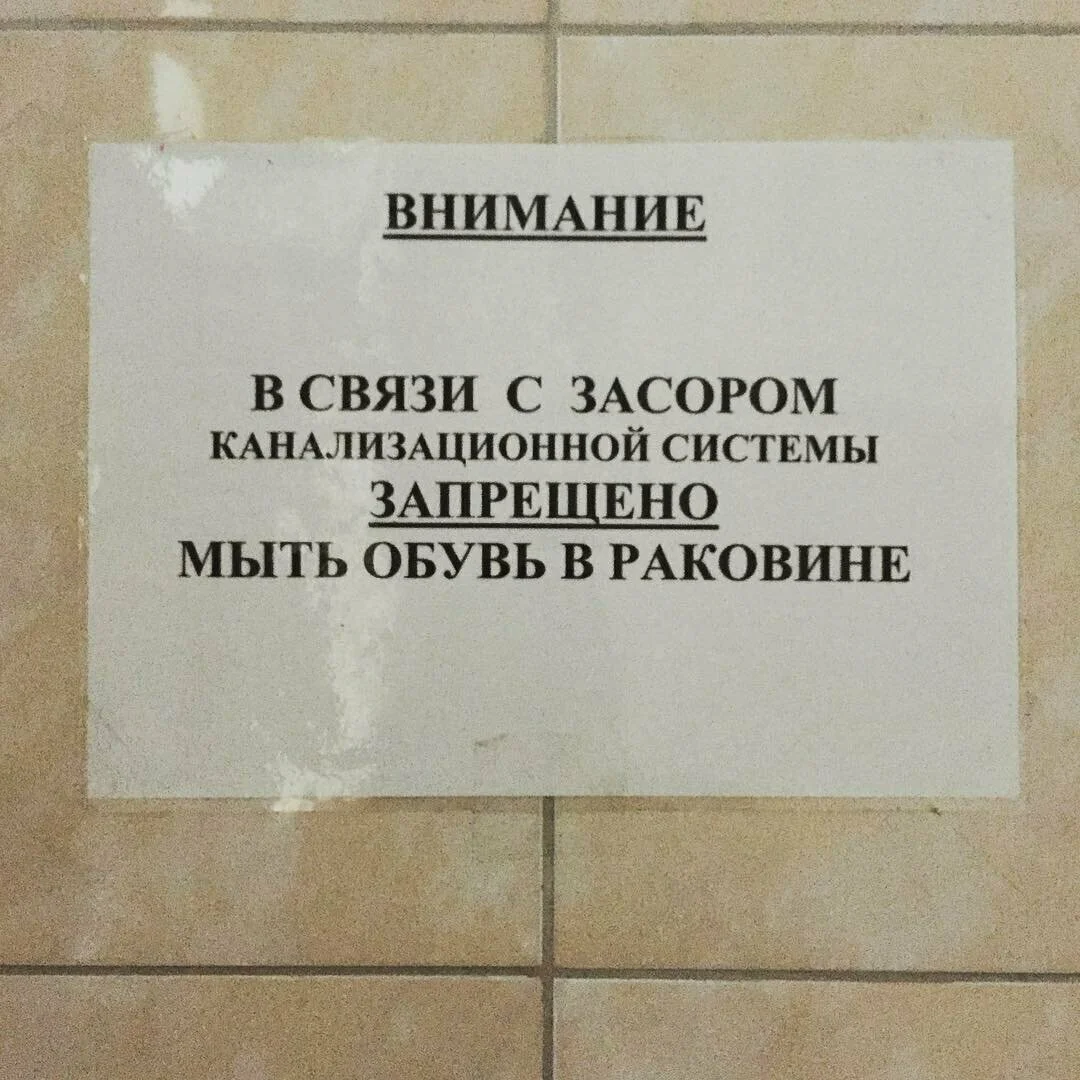 ВНИМАНИЕ
В СВЯЗИ С ЗАСОРОМ
КАНАЛИЗАЦИОННОЙ СИСТЕМЫ
ЗАПРЕЩЕНО
МЫТЬ ОБУВЬ В РАКОВИНЕ